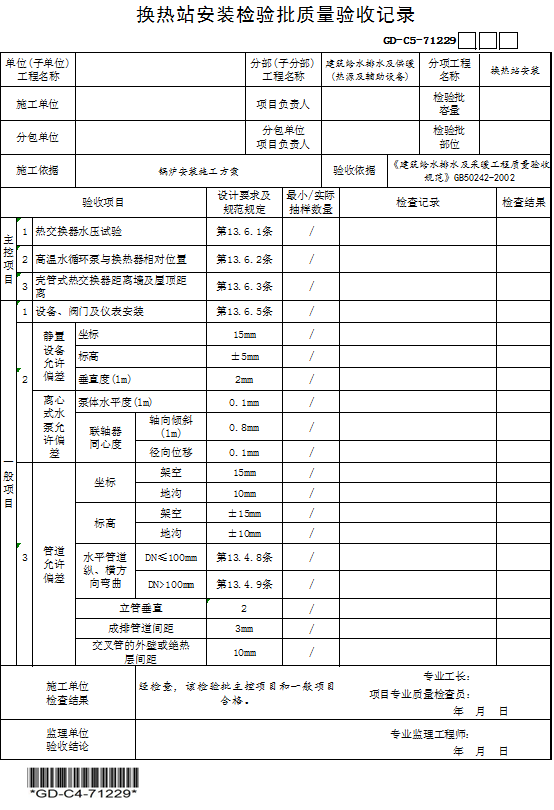 换热站安装检验批质量验收记录
GD-C5-71229
单位(子单位)
工程名称
分部(子分部)
工程名称
建筑给水排水及供暖
(热源及辅助设备)
分项工程
名称
换热站安装
施工单位
项目负责人
检验批
容量
分包单位
分包单位
项目负责人
检验批
部位
施工依据
锅炉安装施工方案
验收依据
《建筑给水排水及采暖工程质量验收
规范》GB50242-2002
验收项目
设计要求及
规范规定
最小/实际
抽样数量
检查记录
检查结果
主控项目
1 热交换器水压试验 第13.6.1条 /
2 高温水循环泵与换热器相对位置 第13.6.2条 /
3 壳管式热交换器距离墙及屋顶距
离
第13.6.3条 /
一般项目
1 设备、阀门及仪表安装 第13.6.5条 /
2
静置
设备
允许
偏差
坐标 15mm /
标高 ±5mm /
垂直度(1m) 2mm /
离心
式水
泵允
许偏
差
泵体水平度(1m) 0.1mm /
联轴器
同心度
轴向倾斜
(1m)
0.8mm /
径向位移 0.1mm /
3
管道
允许
偏差
坐标
架空 15mm /
地沟 10mm /
标高
架空 ±15mm /
地沟 ±10mm /
水平管道
纵、横方
向弯曲
DN≤100mm 第13.4.8条 /
DN>100mm 第13.4.9条 /
立管垂直 2 /
成排管道间距 3mm /
交叉管的外壁或绝热
层间距
10mm /
施工单位
检查结果
经检查，该检验批主控项目和一般项目
合格。
专业工长：
项目专业质量检查员：
年 月 日
监理单位
验收结论
专业监理工程师：
年 月 日
*GD-C4-71229*